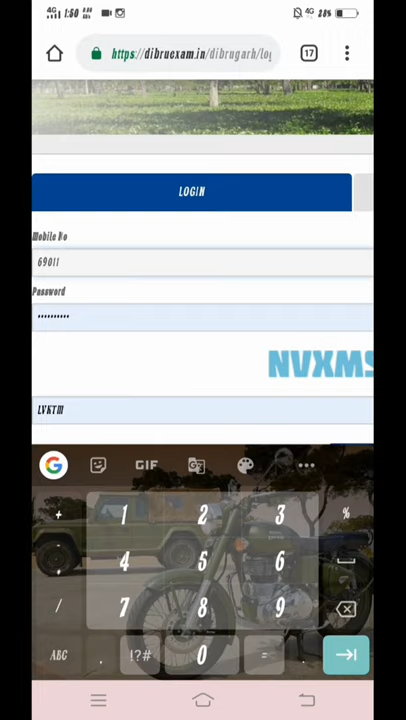 4G 1:50
4G 28%
https://dibruexam.in/dibrugarh/log
17
LOGIN
Mobile No
69011
Password
••••••••••
NVXMS
LVKTM
G GIF
+ 1 2 3 %
4 5 6
/ 7 8 9
ABC . !?# 0 = .